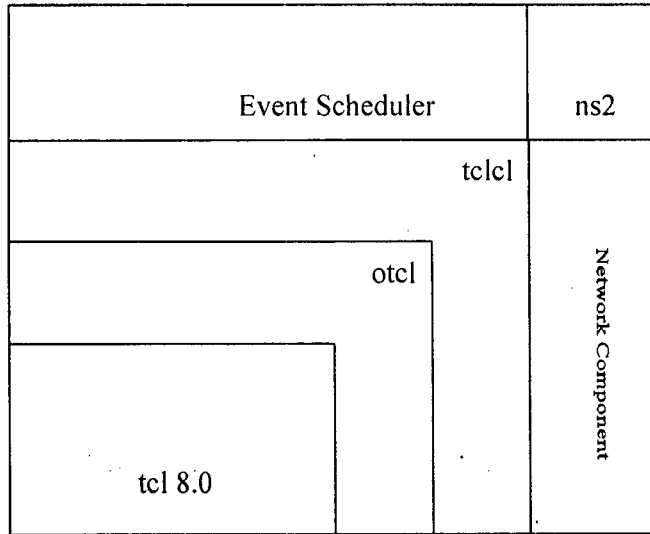 Event Scheduler
ns2
tclcl
otcl
Network Component
tcl 8.0